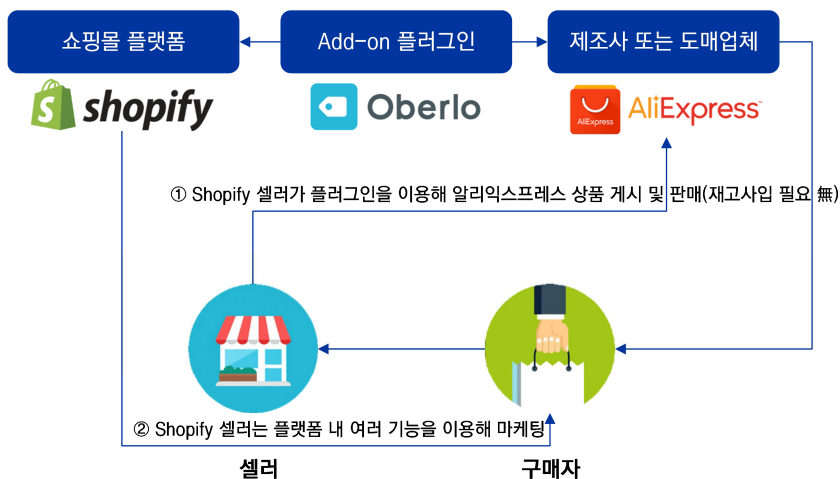 쇼핑몰 플랫폼
Add-on 플러그인
제조사 또는 도매업체
shopify
Oberlo
AliExpress
AliExpress™
① Shopify 셀러가 플러그인을 이용해 알리익스프레스 상품 게시 및 판매(재고사입 필요 無)
② Shopify 셀러는 플랫폼 내 여러 기능을 이용해 마케팅
셀러
구매자